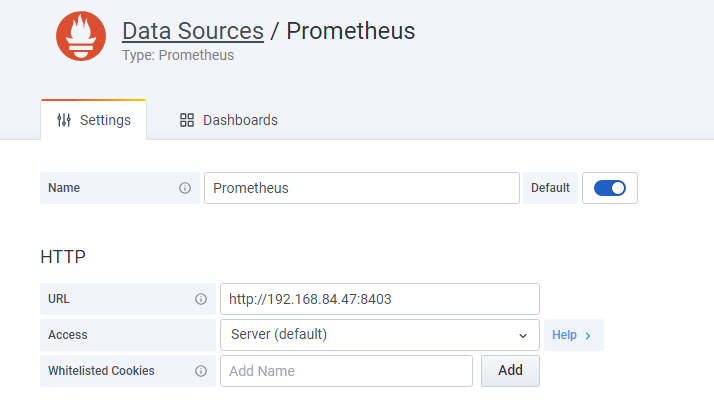 Data Sources / Prometheus
Type: Prometheus
Settings Dashboards
Name Prometheus Default
HTTP
URL http://192.168.84.47:8403
Access Server (default) Help
Whitelisted Cookies Add Name Add